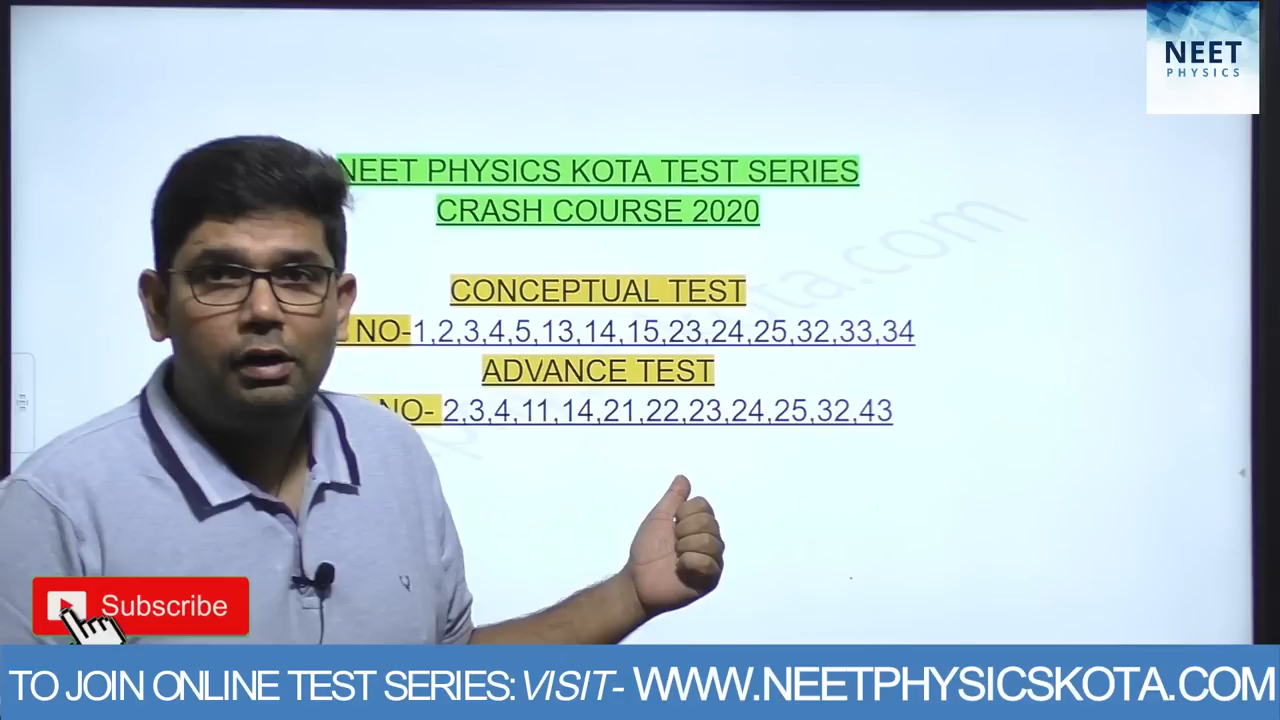 NEET
PHYSICS
NEET PHYSICS KOTA TEST SERIES
CRASH COURSE 2020
CONCEPTUAL TEST
NO-1,2,3,4,5,13,14,15,23,24,25,32,33,34
ADVANCE TEST
NO- 2,3,4,11,14,21,22,23,24,25,32,43
Subscribe
TO JOIN ONLINE TEST SERIES: VISIT- WWW.NEETPHYSICSKOTA.COM